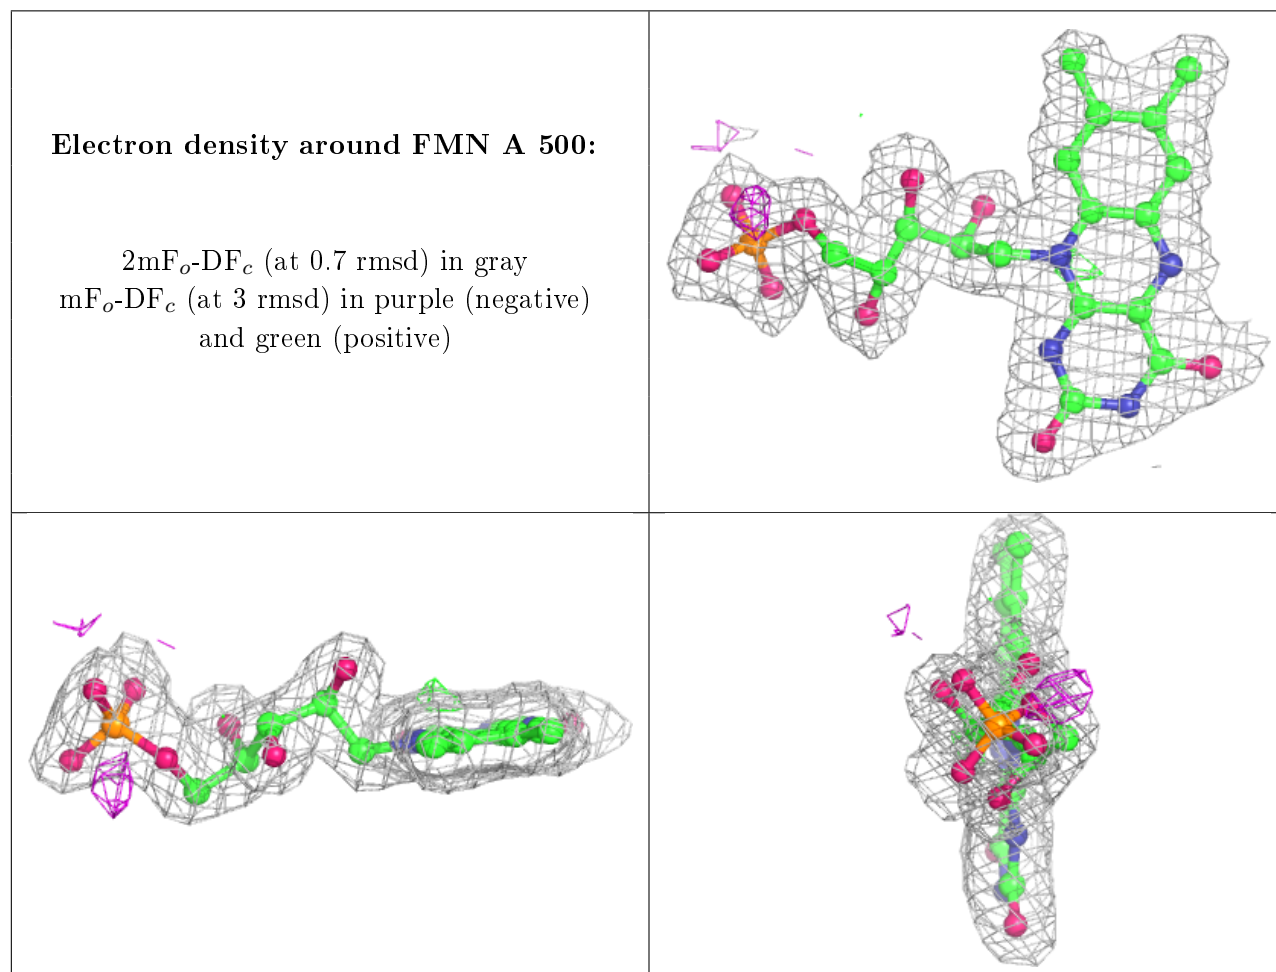 Electron density around FMN A 500:
2mFₒ-DF𝒸 (at 0.7 rmsd) in gray
mFₒ-DF𝒸 (at 3 rmsd) in purple (negative)
and green (positive)